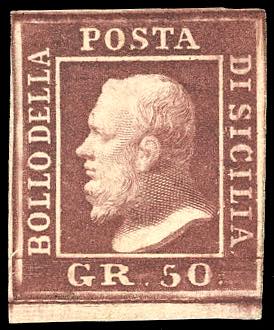 BOLLO DELLA
POSTA
DI SICILIA
GR. 50.